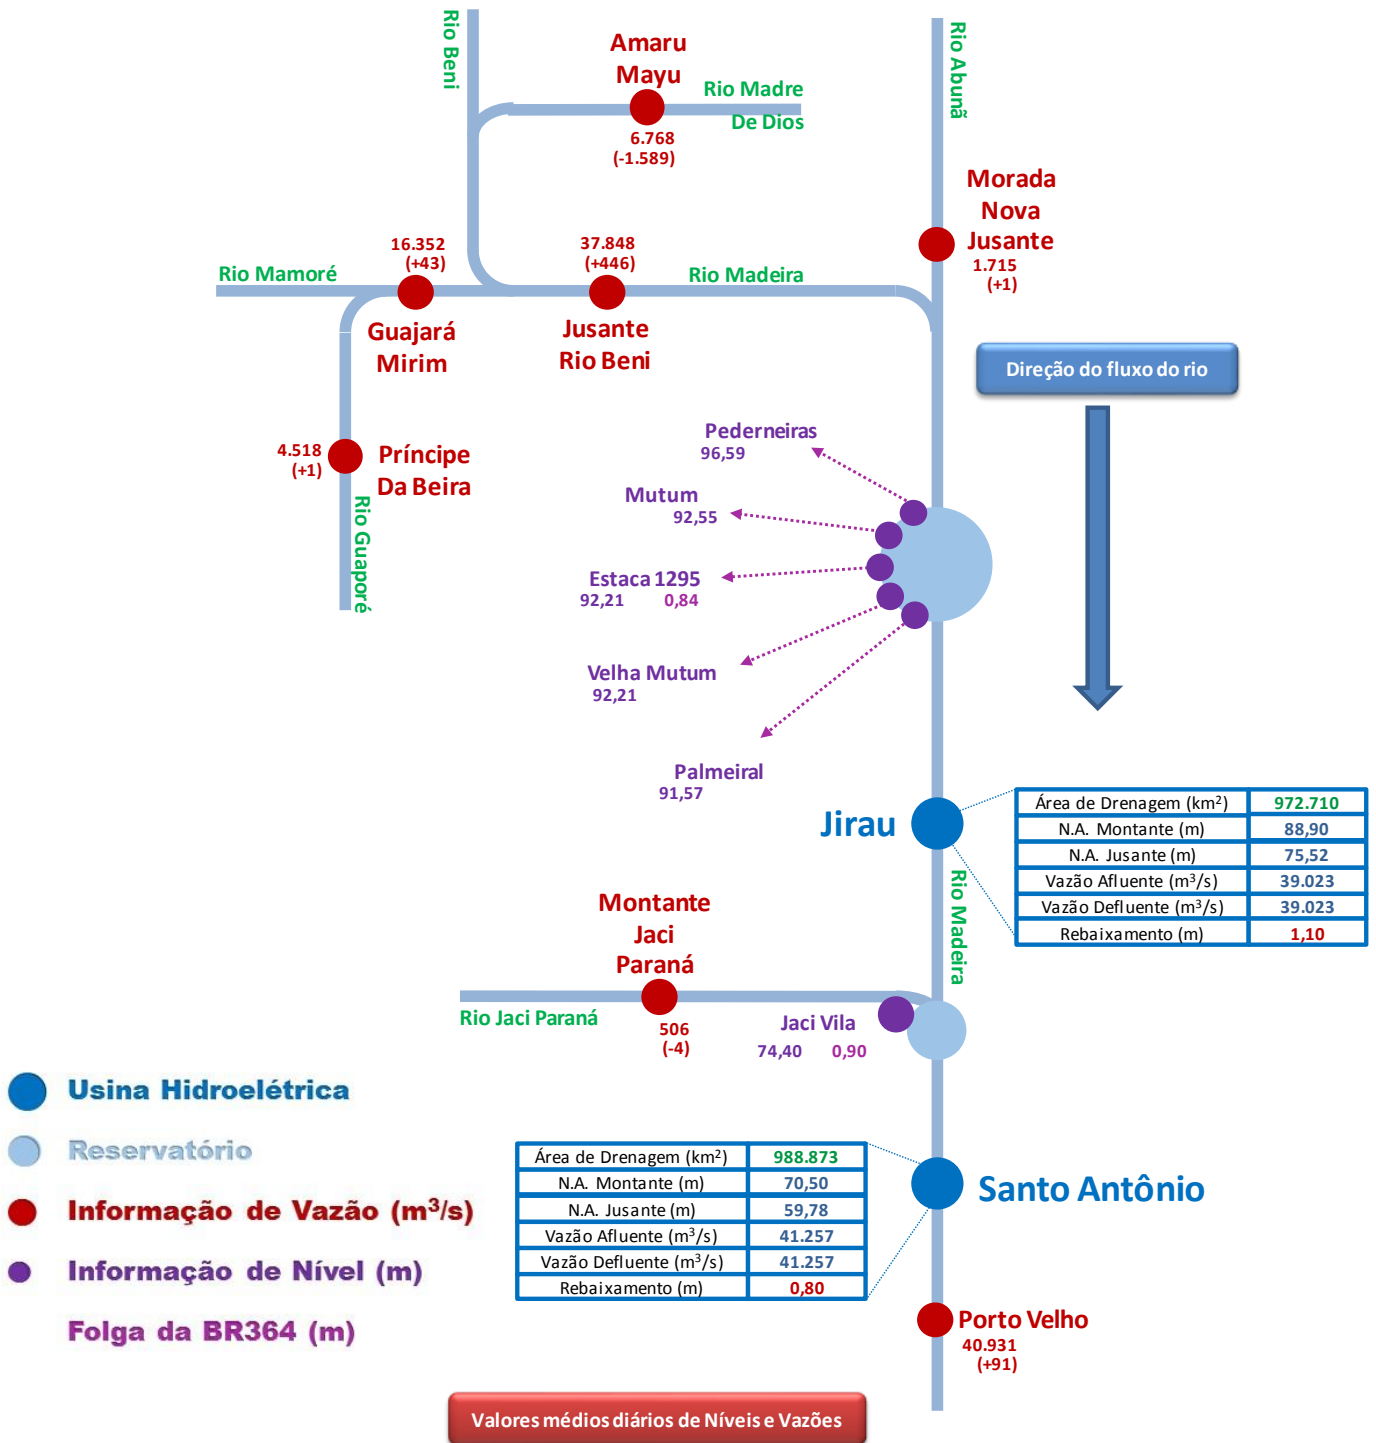 Rio Beni
Amaru
Mayu
Rio Madre
De Dios
6.768
(-1.589)
Rio Abunã
Morada
Nova
Jusante
1.715
(+1)
16.352
(+43)
37.848
(+446)
Rio Mamoré
Rio Madeira
Guajará
Mirim
Jusante
Rio Beni
Direção do fluxo do rio
4.518
(+1)
Príncipe
Da Beira
Rio Guaporé
Pederneiras
96,59
Mutum
92,55
Estaca 1295
92,21 0,84
Velha Mutum
92,21
Palmeiral
91,57
Jirau
Área de Drenagem (km²) 972.710
N.A. Montante (m) 88,90
N.A. Jusante (m) 75,52
Vazão Afluente (m³/s) 39.023
Vazão Defluente (m³/s) 39.023
Rebaixamento (m) 1,10
Rio Madeira
Montante
Jaci
Paraná
Rio Jaci Paraná
506
(-4)
Jaci Vila
74,40 0,90
Usina Hidroelétrica
Reservatório
Informação de Vazão (m³/s)
Informação de Nível (m)
Folga da BR364 (m)
Área de Drenagem (km²) 988.873
N.A. Montante (m) 70,50
N.A. Jusante (m) 59,78
Vazão Afluente (m³/s) 41.257
Vazão Defluente (m³/s) 41.257
Rebaixamento (m) 0,80
Santo Antônio
Porto Velho
40.931
(+91)
Valores médios diários de Níveis e Vazões